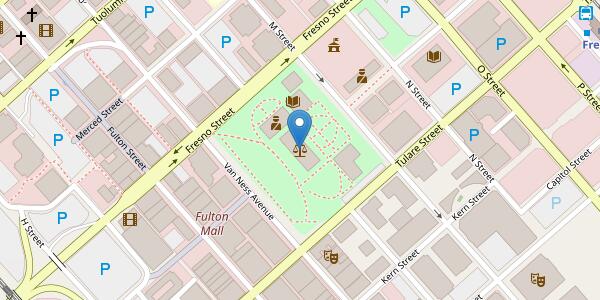 Tuolumn
P
P
M Street
Fresno Street
P
Fre
P Street
O Street
N Street
P
P
Merced Street
Fulton Street
Fresno Street
Tulare Street
N Street
Capitol Street
P
Van Ness Avenue
Kern Street
P
Fulton
Mall
H Street
P
Kern Street
P